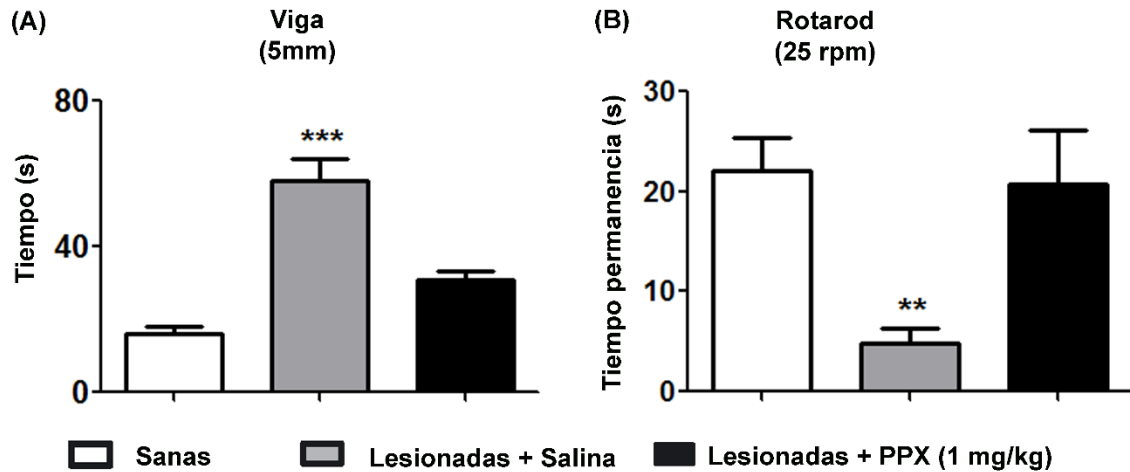 (A)
Viga
(5mm)
Tiempo (s)
80
40
0
***
(B)
Rotarod
(25 rpm)
Tiempo permanencia (s)
30
20
10
0
**
Sanas
Lesionadas + Salina
Lesionadas + PPX (1 mg/kg)